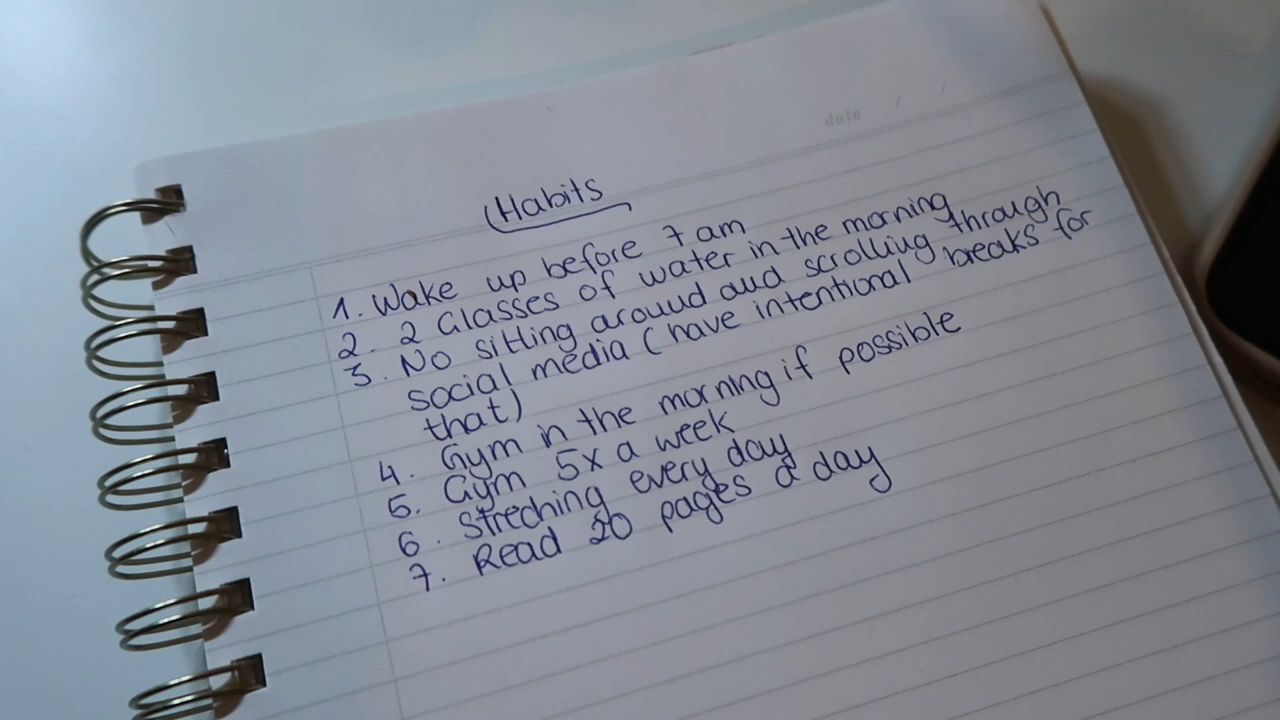 date / /
Habits
1. Wake up before 7 am
2. 2 Glasses of water in the morning
3. No sitting around and scrolling through
social media (have intentional breaks for
that)
4. Gym in the morning if possible
5. Gym 5x a week
6. Streching every day
7. Read 20 pages a day